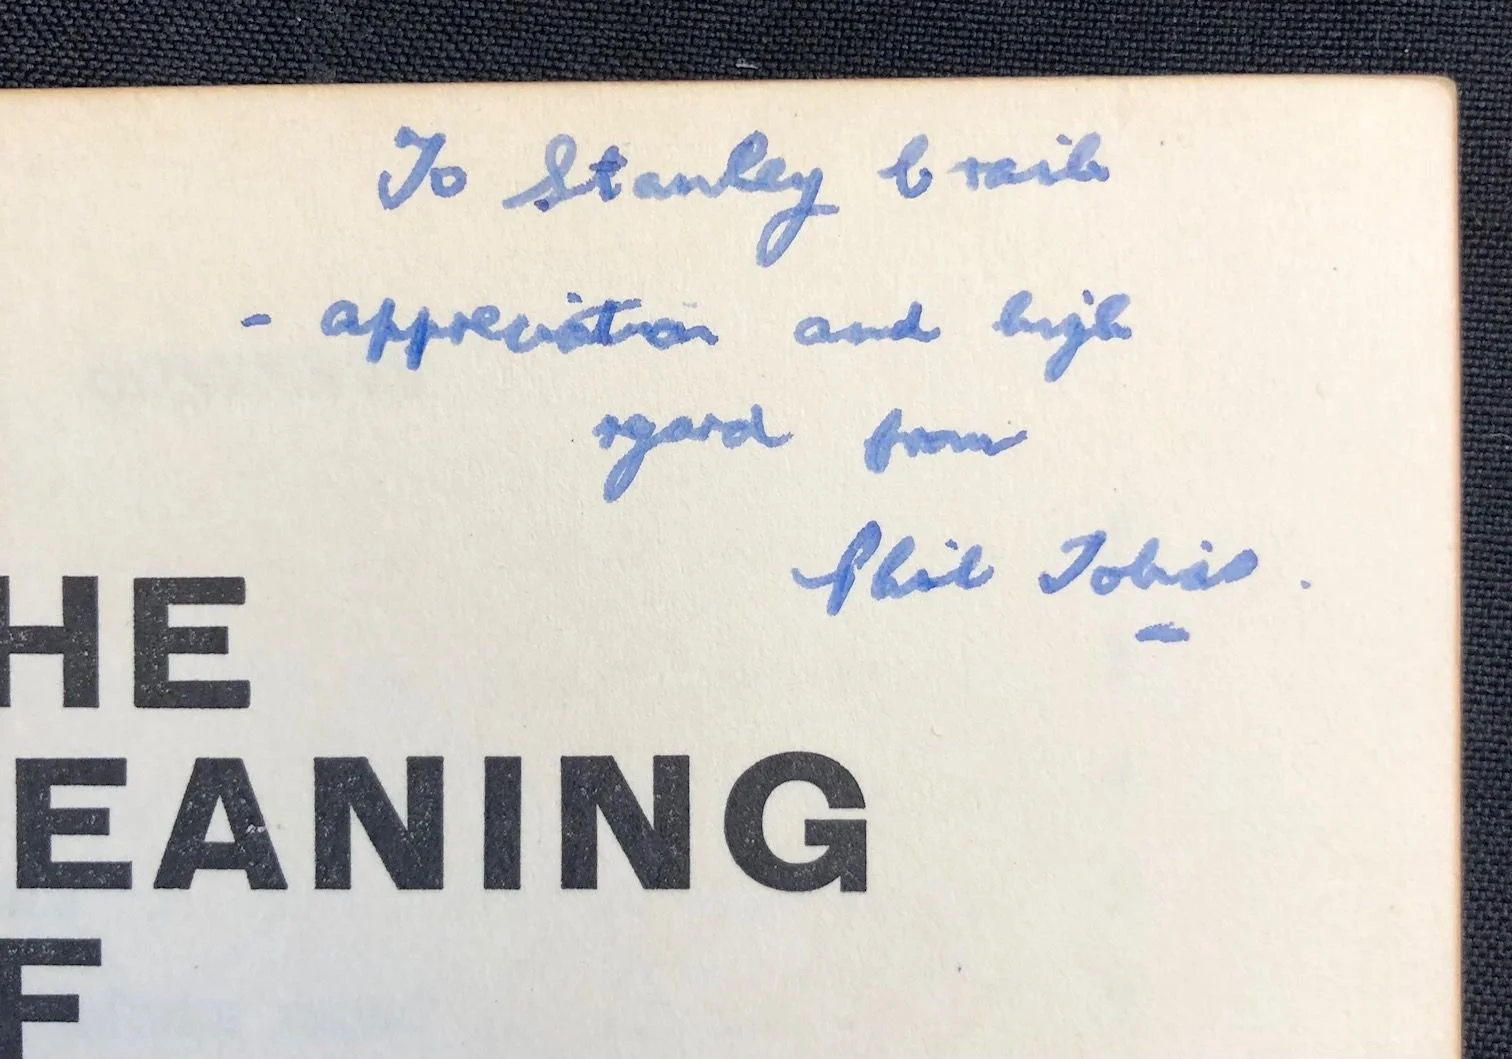 To Stanley
- appreciation and high
regard from
Phil Tobias.
HE
EANING
F